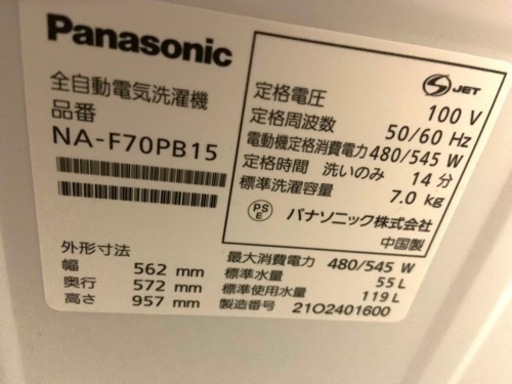 Panasonic
全自動電気洗濯機
品番
NA-F70PB15
外形寸法
幅 562 mm
奥行 572 mm
高さ 957 mm
S JET
定格電圧 100 V
定格周波数 50/60 Hz
電動機定格消費電力 480/545 W
定格時間 洗いのみ 14 分
標準洗濯容量 7.0 kg
PS
E
パナソニック株式会社
中国製
最大消費電力 480/545 W
標準水量 55 L
標準使用水量 119 L
製造番号 21O2401600